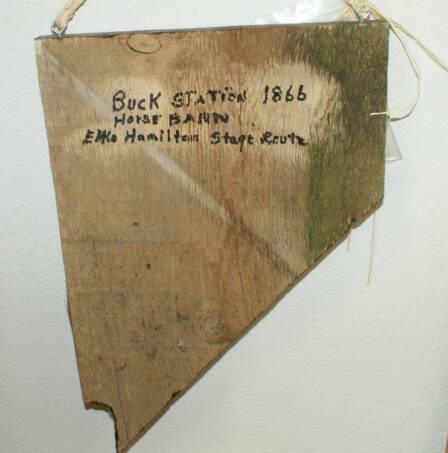 BUCK STATION 1866
HORSE BARN
Elko Hamilton Stage Route